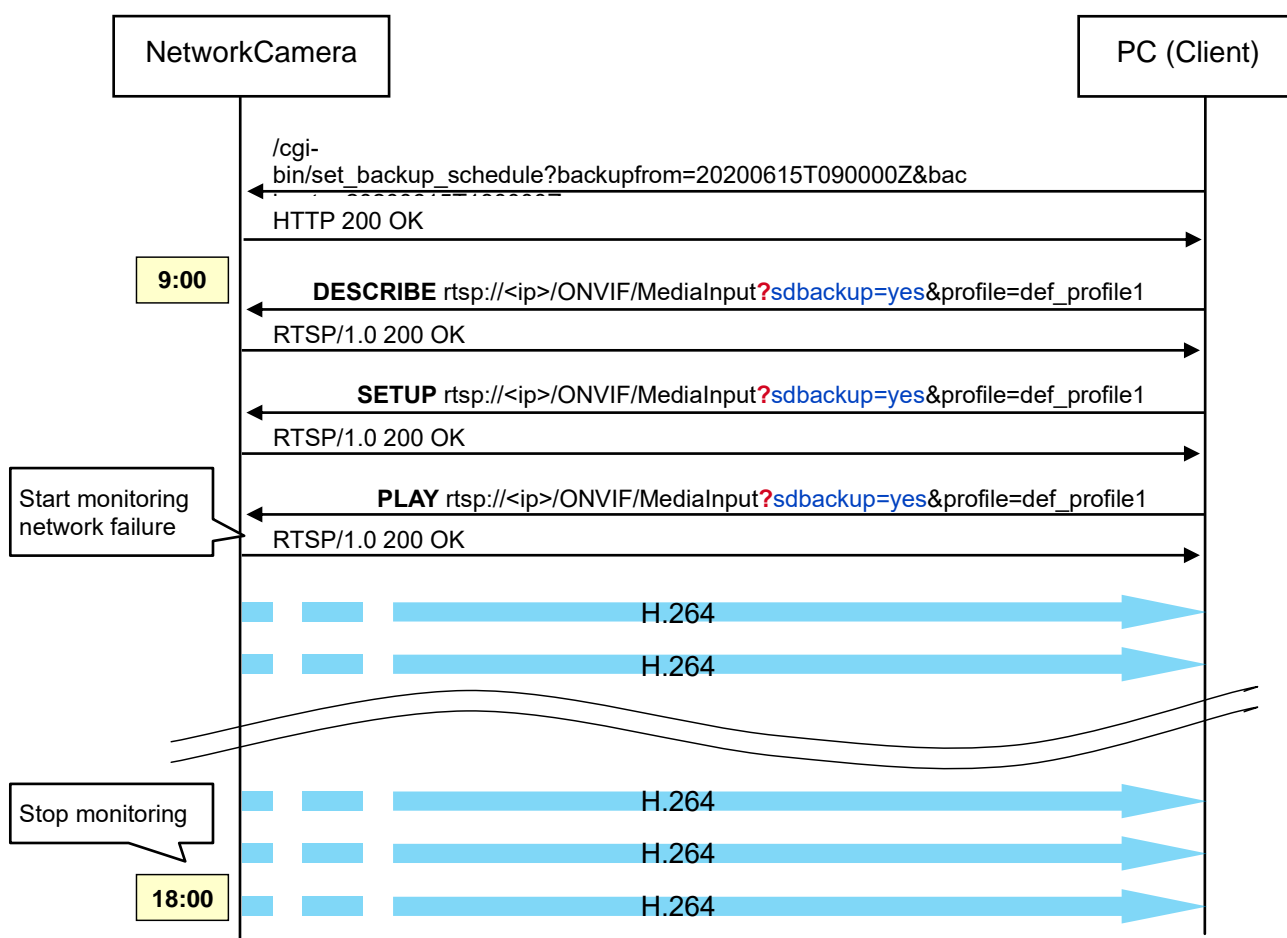 NetworkCamera
PC (Client)
/cgi-
bin/set_backup_schedule?backupfrom=20200615T090000Z&bac
HTTP 200 OK
9:00
DESCRIBE rtsp://<ip>/ONVIF/MediaInput?sdbackup=yes&profile=def_profile1
RTSP/1.0 200 OK
SETUP rtsp://<ip>/ONVIF/MediaInput?sdbackup=yes&profile=def_profile1
RTSP/1.0 200 OK
Start monitoring
network failure
PLAY rtsp://<ip>/ONVIF/MediaInput?sdbackup=yes&profile=def_profile1
RTSP/1.0 200 OK
H.264
H.264
H.264
Stop monitoring
H.264
18:00
H.264